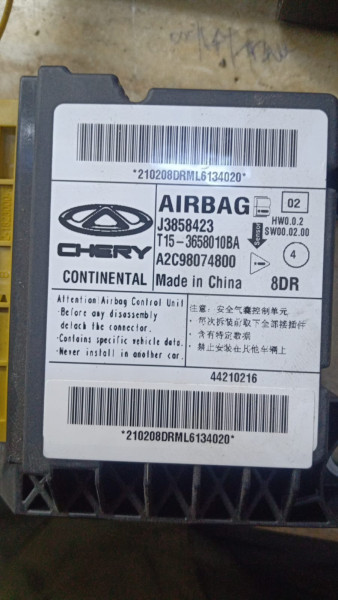 *210208DRML6134020*
AIRBAG
02
HW0.0.2
SW00.02.00
J3858423
T15-3658010BA
Sensor
4
CHERY
A2C98074800
CONTINENTAL
Made in China
8DR
Attention Airbag Control Unit
·Before any disassembly
detach the connector.
·Contains specific vehicle data.
·Never install in another car.
注意: 安全气囊控制单元
·每次拆装前取下全部接插件
·含有特定数据
·禁止安装在其他车辆上
44210216
*210208DRML6134020*